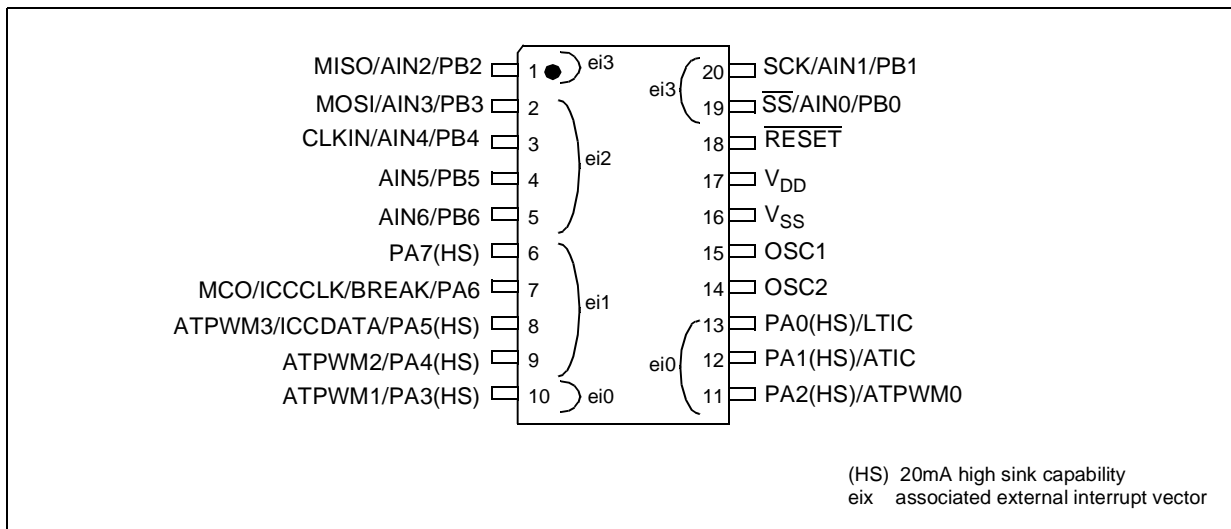 MISO/AIN2/PB2 1 ei3 20 SCK/AIN1/PB1
MOSI/AIN3/PB3 2 ei3 19 S̅S̅/AIN0/PB0
CLKIN/AIN4/PB4 3 ei2 18 R̅E̅S̅E̅T̅
AIN5/PB5 4 17 VDD
AIN6/PB6 5 16 VSS
PA7(HS) 6 15 OSC1
MCO/ICCCLK/BREAK/PA6 7 ei1 14 OSC2
ATPWM3/ICCDATA/PA5(HS) 8 13 PA0(HS)/LTIC
ATPWM2/PA4(HS) 9 ei0 12 PA1(HS)/ATIC
ATPWM1/PA3(HS) 10 ei0 11 PA2(HS)/ATPWM0
(HS) 20mA high sink capability
eix associated external interrupt vector